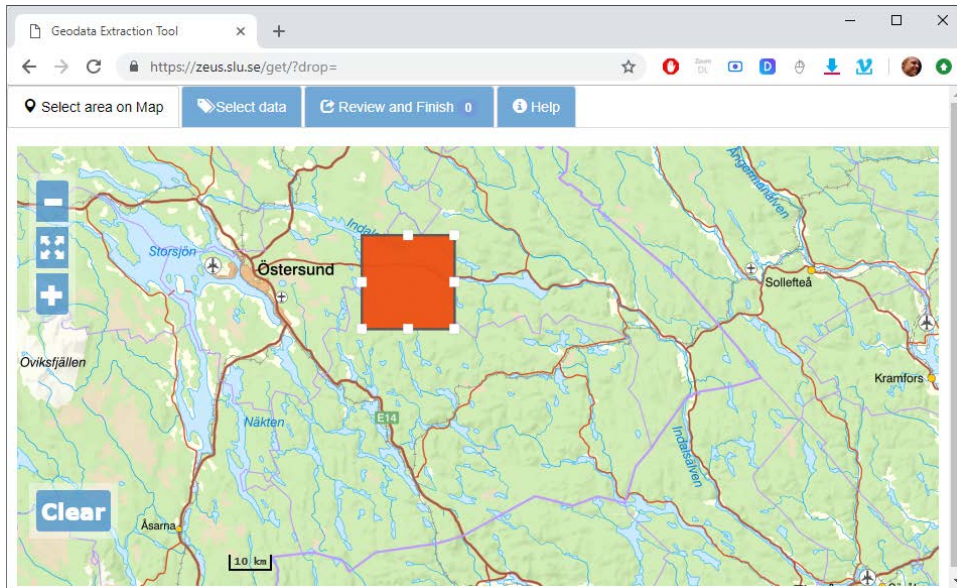 Geodata Extraction Tool
https://zeus.slu.se/get/?drop=
Select area on Map
Select data
Review and Finish 0
Help
Ångermanälven
Indals
Storsjön
Östersund
Sollefteå
Oviksfjällen
Kramfors
E14
Näkten
Indalsälven
Clear
Åsarna
10 km